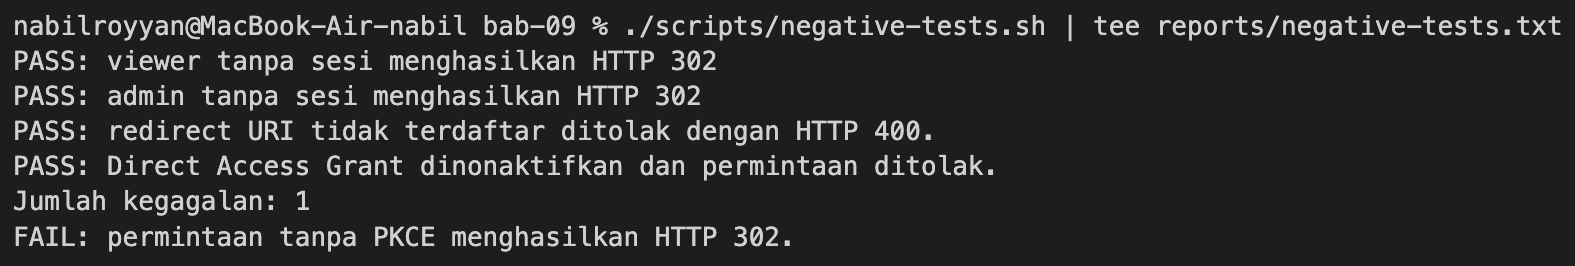 nabilroyyan@MacBook-Air-nabil bab-09 % ./scripts/negative-tests.sh | tee reports/negative-tests.txt
PASS: viewer tanpa sesi menghasilkan HTTP 302
PASS: admin tanpa sesi menghasilkan HTTP 302
PASS: redirect URI tidak terdaftar ditolak dengan HTTP 400.
PASS: Direct Access Grant dinonaktifkan dan permintaan ditolak.
Jumlah kegagalan: 1
FAIL: permintaan tanpa PKCE menghasilkan HTTP 302.